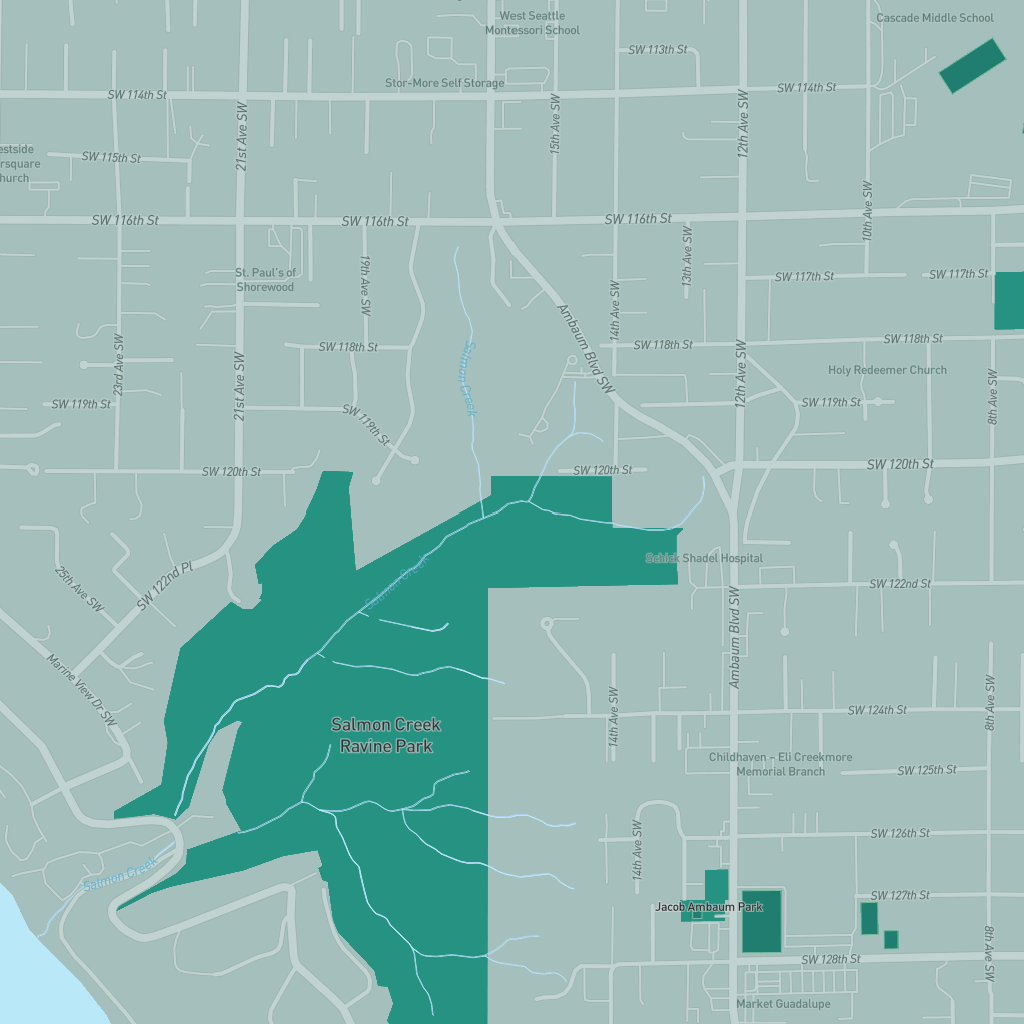 West Seattle
Montessori School
Cascade Middle School
SW 113th St
Stor-More Self Storage
SW 114th St
SW 114th St
21st Ave SW
15th Ave SW
12th Ave SW
SW 115th St
10th Ave SW
SW 116th St
SW 116th St
SW 116th St
St. Paul's of
Shorewood
19th Ave SW
13th Ave SW
SW 117th St
SW 117th St
14th Ave SW
Ambaum Blvd SW
SW 118th St
SW 118th St
SW 118th St
23rd Ave SW
21st Ave SW
Salmon Creek
12th Ave SW
Holy Redeemer Church
8th Ave SW
SW 119th St
SW 119th St
SW 119th St
SW 120th St
SW 120th St
SW 120th St
SW 122nd Pl
25th Ave SW
Salmon Creek
Schick Shadel Hospital
SW 122nd St
Ambaum Blvd SW
Marine View Dr SW
14th Ave SW
8th Ave SW
SW 124th St
Salmon Creek
Ravine Park
Childhaven - Eli Creekmore
Memorial Branch
SW 125th St
SW 126th St
14th Ave SW
Salmon Creek
SW 127th St
Jacob Ambaum Park
8th Ave SW
SW 128th St
Market Guadalupe